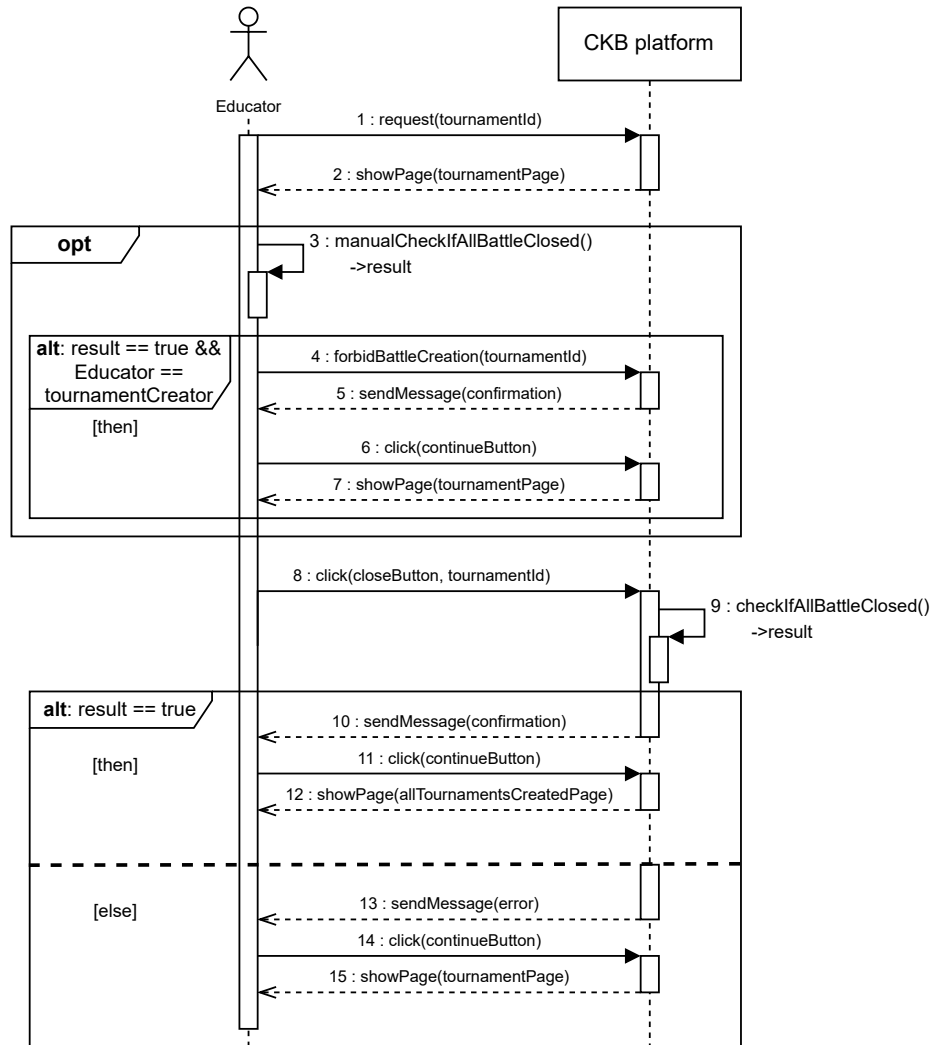 CKB platform
Educator
1 : request(tournamentId)
2 : showPage(tournamentPage)
opt
3 : manualCheckIfAllBattleClosed()
->result
alt: result == true &&
Educator ==
tournamentCreator
[then]
4 : forbidBattleCreation(tournamentId)
5 : sendMessage(confirmation)
6 : click(continueButton)
7 : showPage(tournamentPage)
8 : click(closeButton, tournamentId)
9 : checkIfAllBattleClosed()
->result
alt: result == true
10 : sendMessage(confirmation)
[then]
11 : click(continueButton)
12 : showPage(allTournamentsCreatedPage)
[else]
13 : sendMessage(error)
14 : click(continueButton)
15 : showPage(tournamentPage)